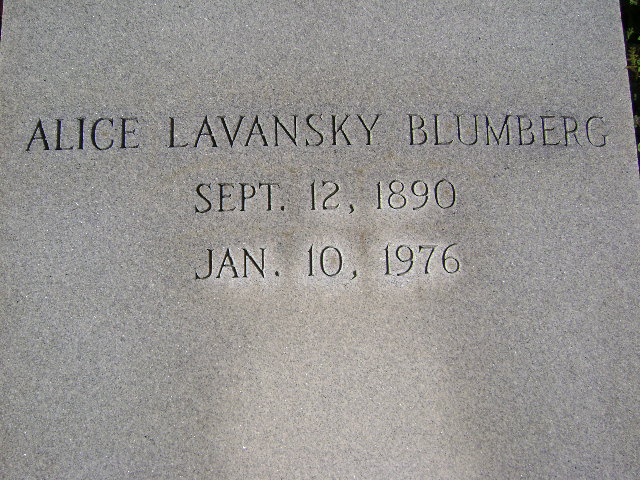 ALICE LAVANSKY BLUMBERG
SEPT. 12, 1890
JAN. 10, 1976